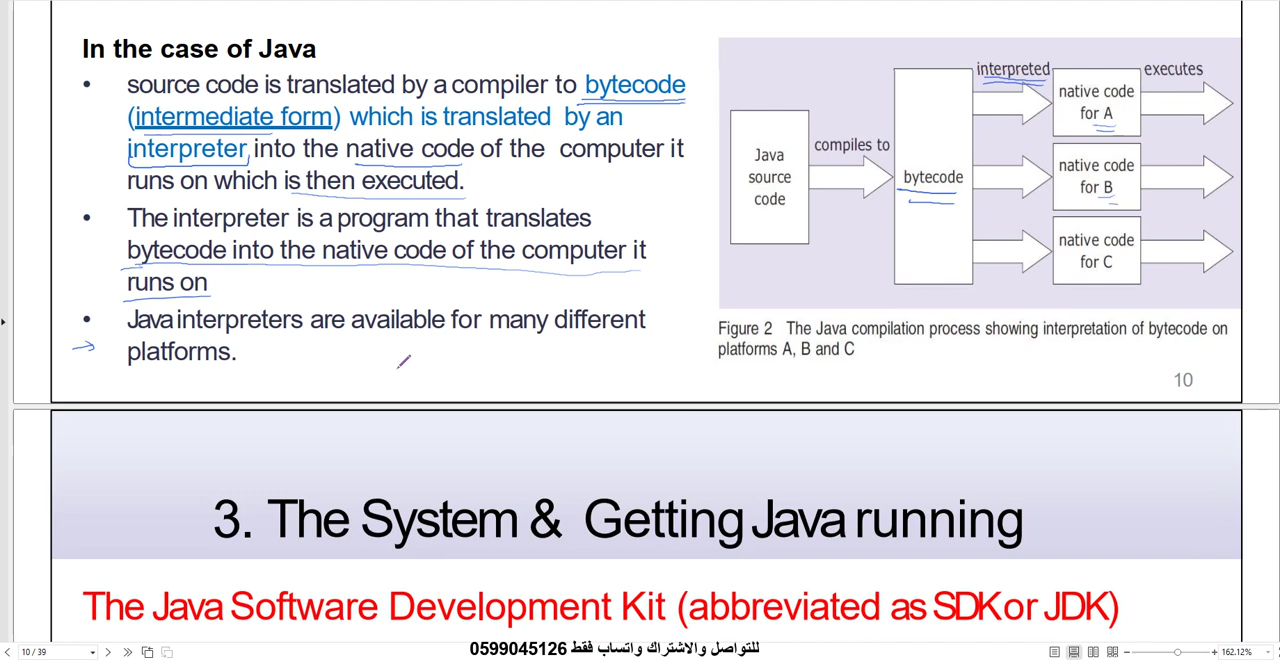 In the case of Java
• source code is translated by a compiler to bytecode
(intermediate form) which is translated by an
interpreter into the native code of the computer it
runs on which is then executed.
• The interpreter is a program that translates
bytecode into the native code of the computer it
runs on
• Java interpreters are available for many different
platforms.
Java
source
code
compiles to
bytecode
interpreted
executes
native code
for A
native code
for B
native code
for C
Figure 2 The Java compilation process showing interpretation of bytecode on
platforms A, B and C
10
3. The System & Getting Java running
The Java Software Development Kit (abbreviated as SDK or JDK)
للتواصل والاشتراك واتساب فقط 0599045126
10 / 39
162.12%